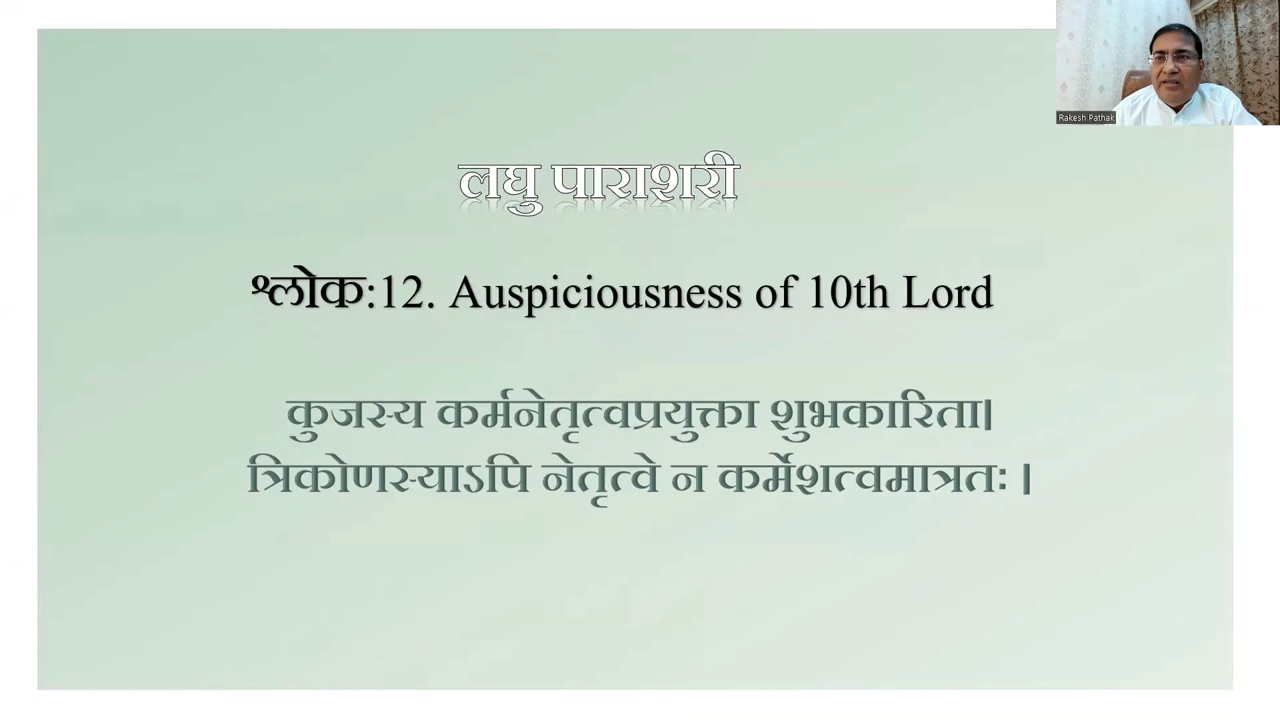 Rakesh Pathak
लघु पाराशरी
श्लोक:12. Auspiciousness of 10th Lord
कुजस्य कर्मनेतृत्वप्रयुक्ता शुभकारिता।
त्रिकोणस्याऽपि नेतृत्वे न कर्मेशत्वमात्रतः ।